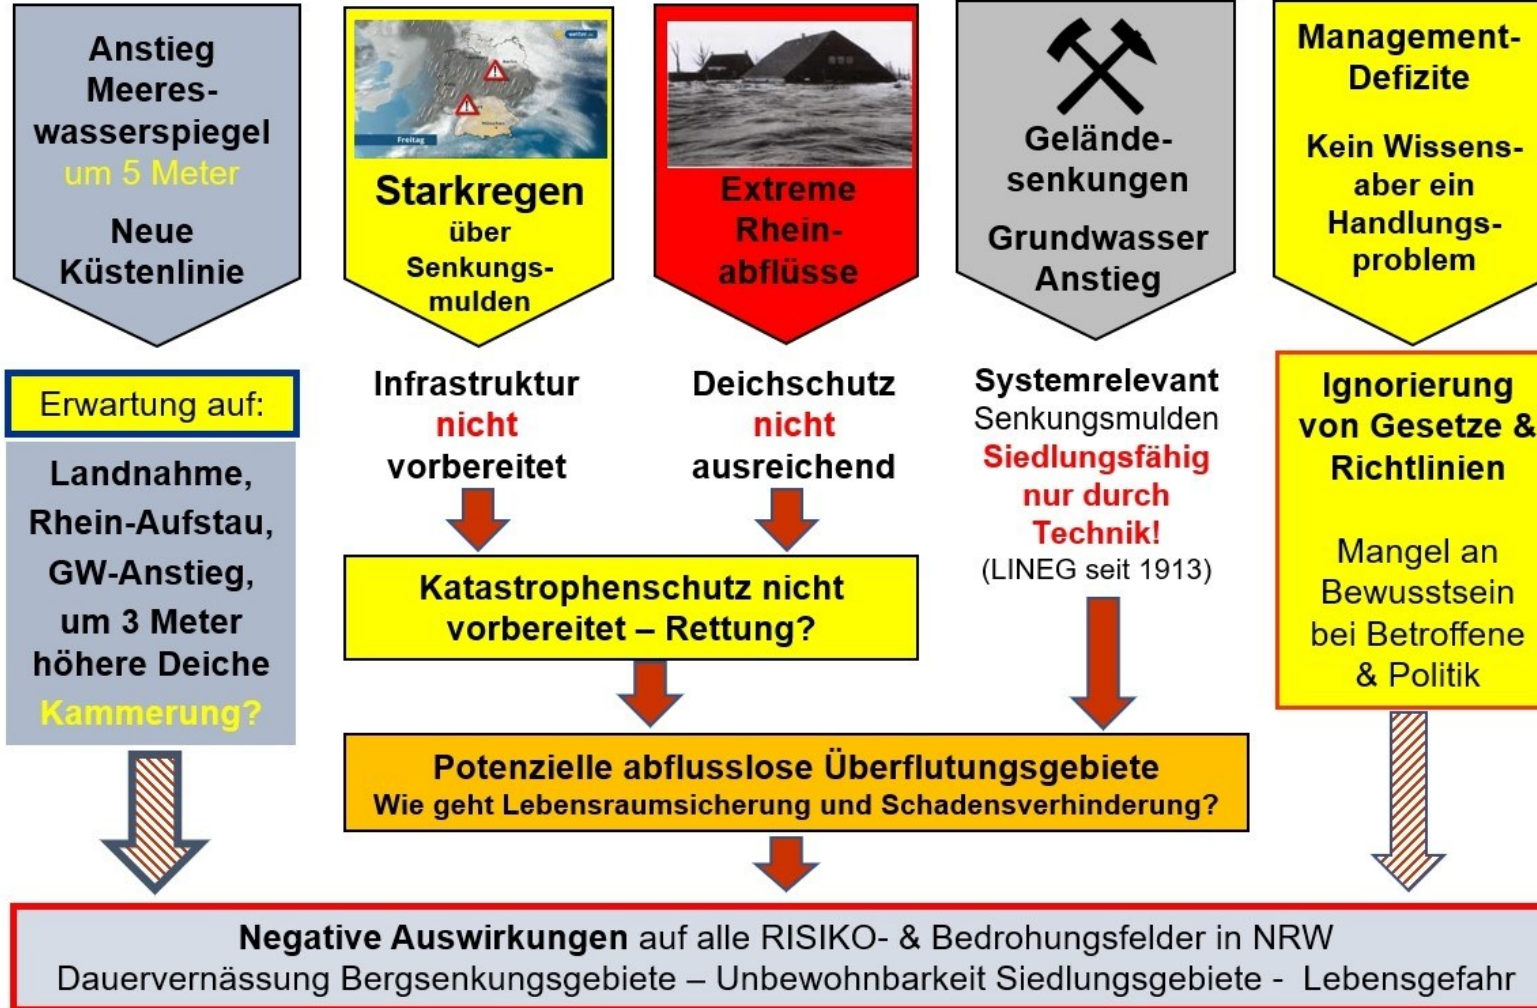 Anstieg
Meeres-
wasserspiegel
um 5 Meter
Neue
Küstenlinie
wetter.de
Freitag
Starkregen
über
Senkungs-
mulden
Extreme
Rhein-
abflüsse
Gelände-
senkungen
Grundwasser
Anstieg
Management-
Defizite
Kein Wissens-
aber ein
Handlungs-
problem
Erwartung auf:
Landnahme,
Rhein-Aufstau,
GW-Anstieg,
um 3 Meter
höhere Deiche
Kammerung?
Infrastruktur
nicht
vorbereitet
Deichschutz
nicht
ausreichend
Systemrelevant
Senkungsmulden
Siedlungsfähig
nur durch
Technik!
(LINEG seit 1913)
Ignorierung
von Gesetze &
Richtlinien
Mangel an
Bewusstsein
bei Betroffene
& Politik
Katastrophenschutz nicht
vorbereitet – Rettung?
Potenzielle abflusslose Überflutungsgebiete
Wie geht Lebensraumsicherung und Schadensverhinderung?
Negative Auswirkungen auf alle RISIKO- & Bedrohungsfelder in NRW
Dauervernässung Bergsenkungsgebiete – Unbewohnbarkeit Siedlungsgebiete - Lebensgefahr